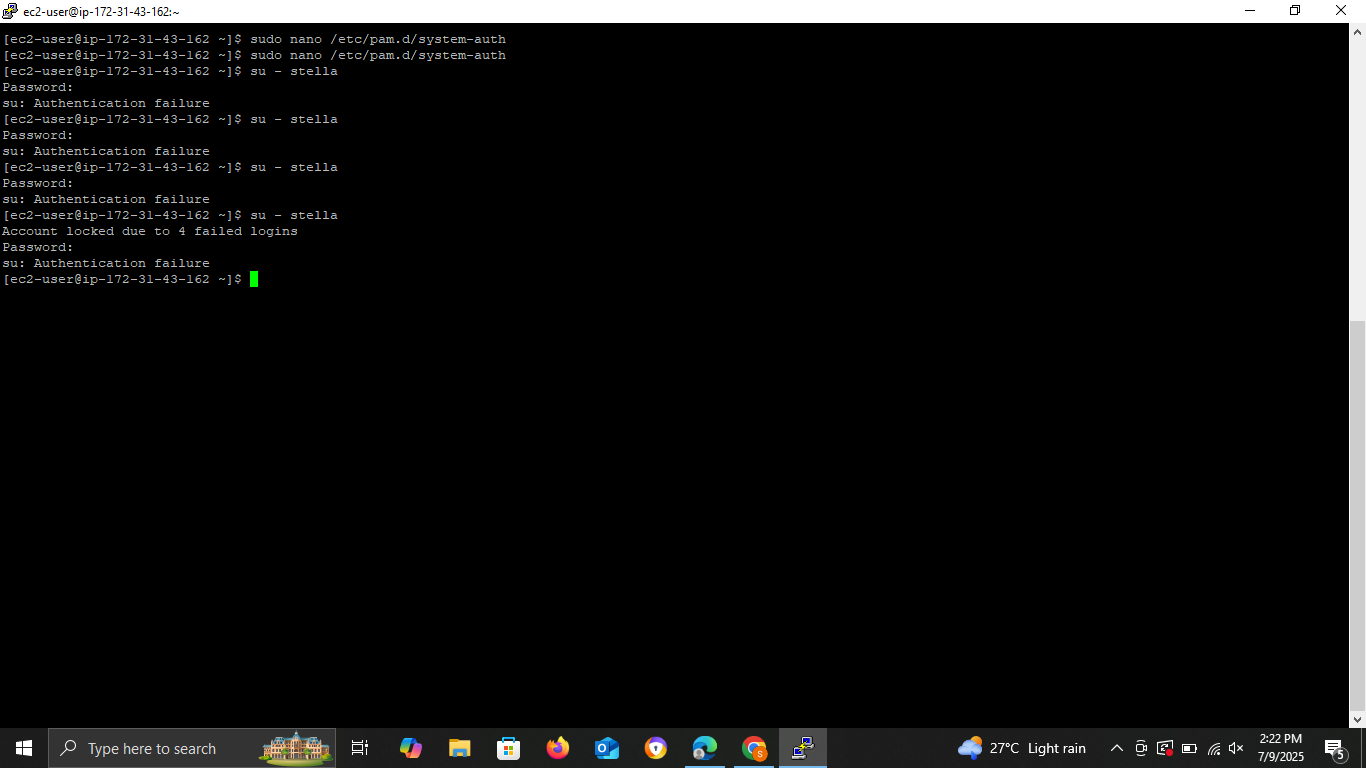 ec2-user@ip-172-31-43-162:~
[ec2-user@ip-172-31-43-162 ~]$ sudo nano /etc/pam.d/system-auth
[ec2-user@ip-172-31-43-162 ~]$ sudo nano /etc/pam.d/system-auth
[ec2-user@ip-172-31-43-162 ~]$ su - stella
Password:
su: Authentication failure
[ec2-user@ip-172-31-43-162 ~]$ su - stella
Password:
su: Authentication failure
[ec2-user@ip-172-31-43-162 ~]$ su - stella
Password:
su: Authentication failure
[ec2-user@ip-172-31-43-162 ~]$ su - stella
Account locked due to 4 failed logins
Password:
su: Authentication failure
[ec2-user@ip-172-31-43-162 ~]$
Type here to search
S
27°C Light rain
2:22 PM
7/9/2025
5